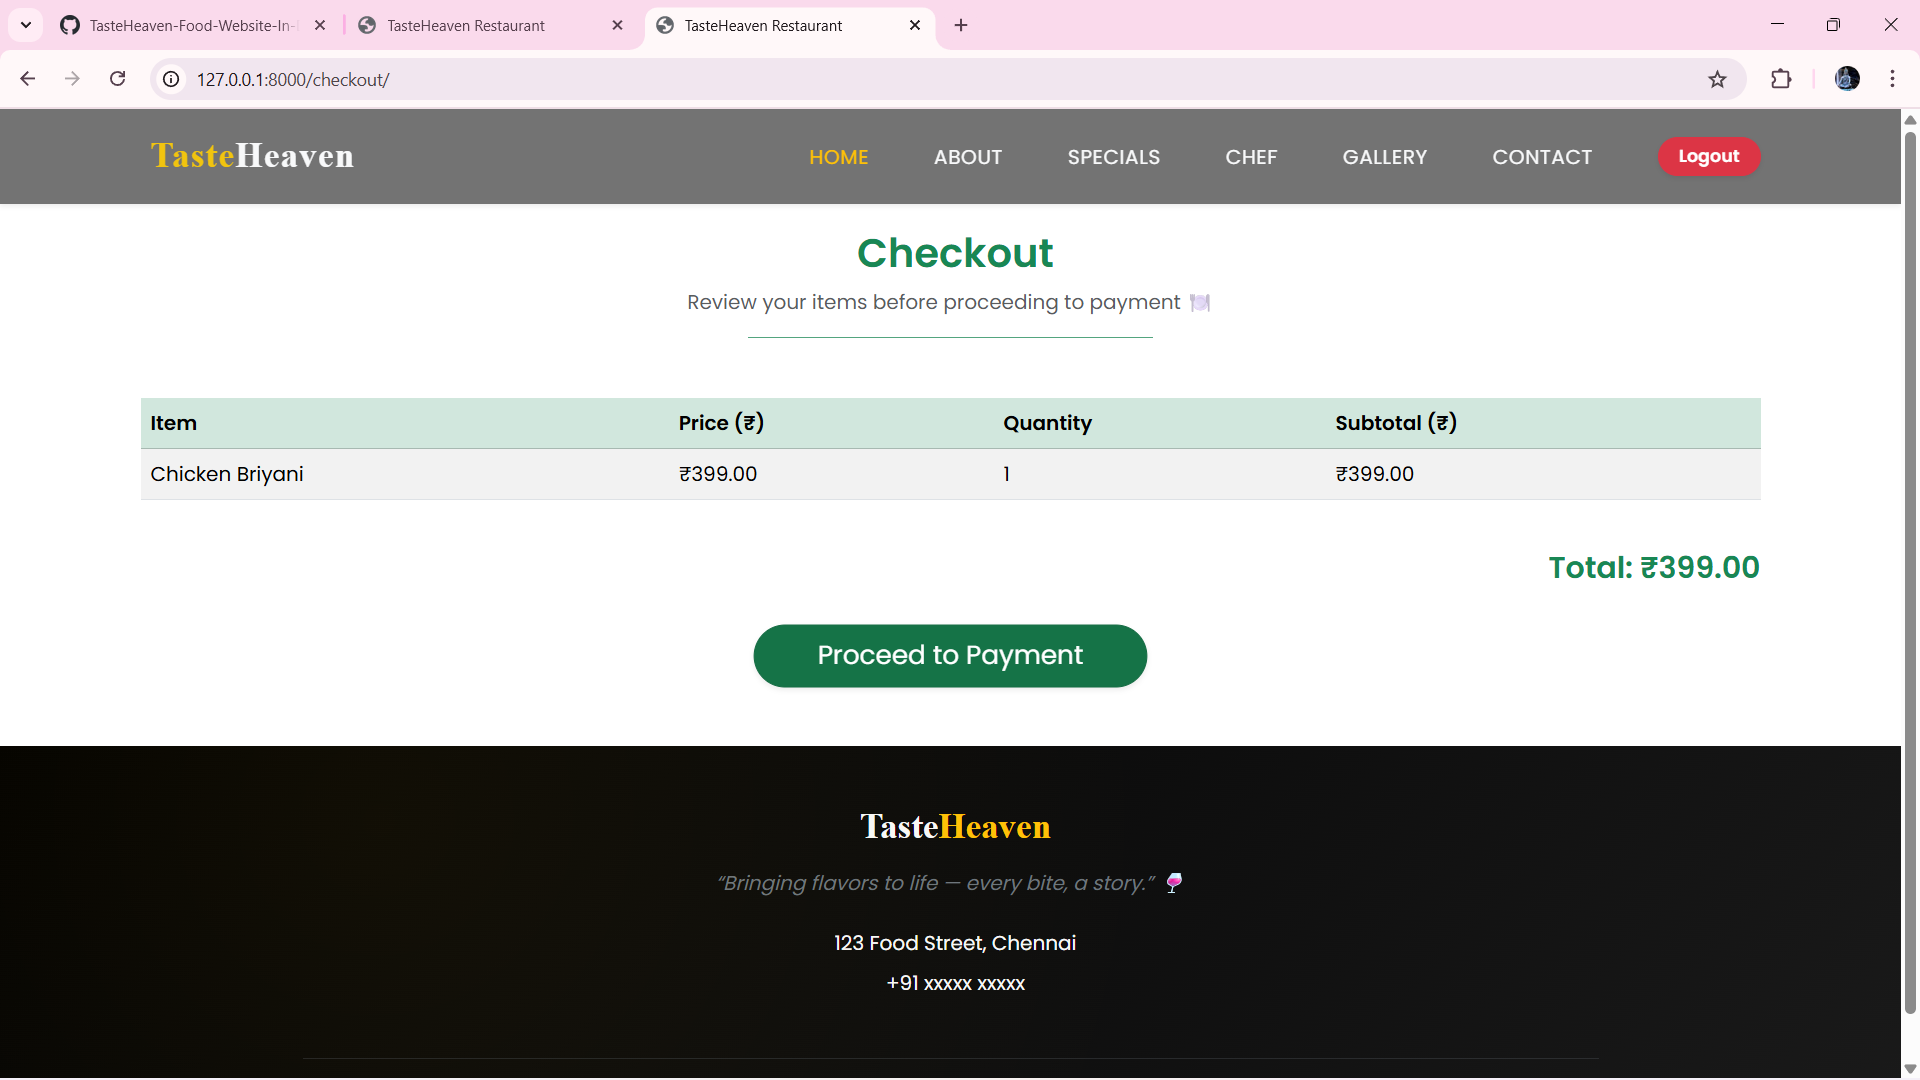 TasteHeaven-Food-Website-In-
TasteHeaven Restaurant
TasteHeaven Restaurant
127.0.0.1:8000/checkout/
TasteHeaven
HOME
ABOUT
SPECIALS
CHEF
GALLERY
CONTACT
Logout
Checkout
Review your items before proceeding to payment 🍽️
Item Price (₹) Quantity Subtotal (₹)
Chicken Briyani ₹399.00 1 ₹399.00
Total: ₹399.00
Proceed to Payment
TasteHeaven
“Bringing flavors to life — every bite, a story.” 🍷
123 Food Street, Chennai
+91 xxxxx xxxxx